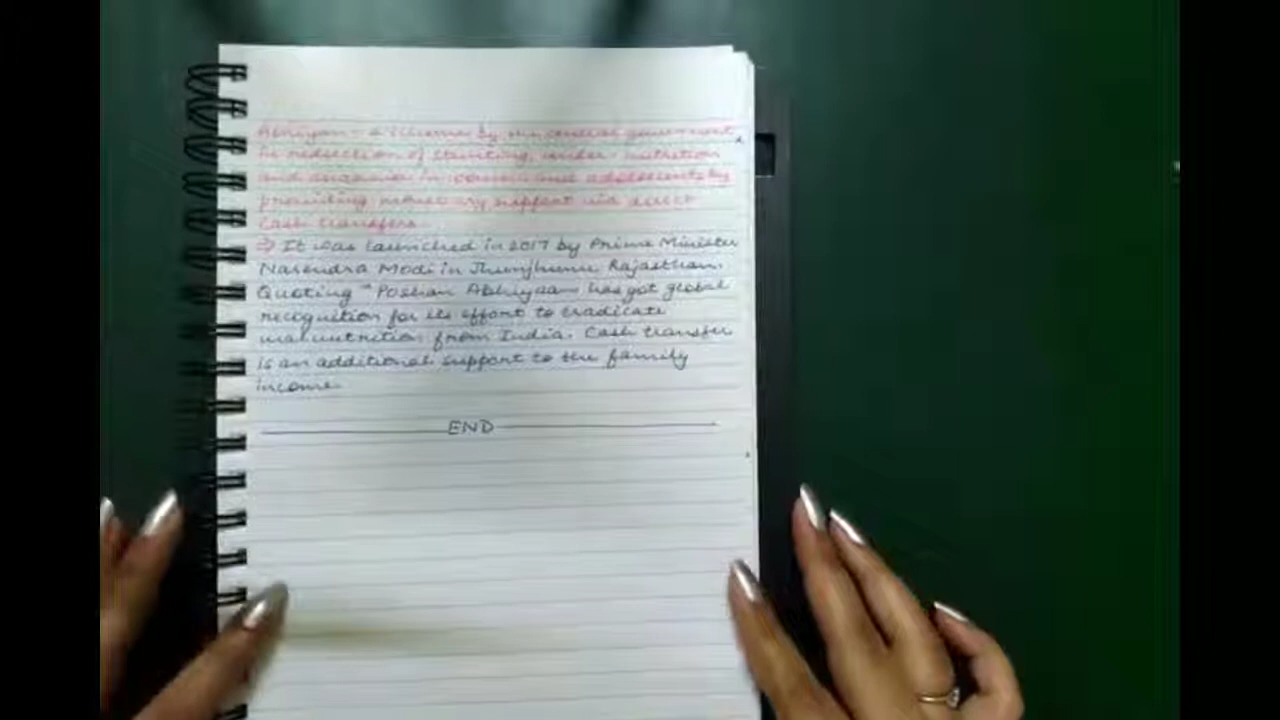 Abhiyan - a scheme by the central government
in reduction of stunting, under-nutrition
and anaemia in women and adolescents by
providing monetary support via direct
cash transfers.
⇒ It was launched in 2017 by Prime Minister
Narendra Modi in Jhunjhunu Rajasthan.
Quoting "Poshan Abhiyaan has got global
recognition for its effort to eradicate
malnutrition from India. Cash transfer
is an additional support to the family
income.
END